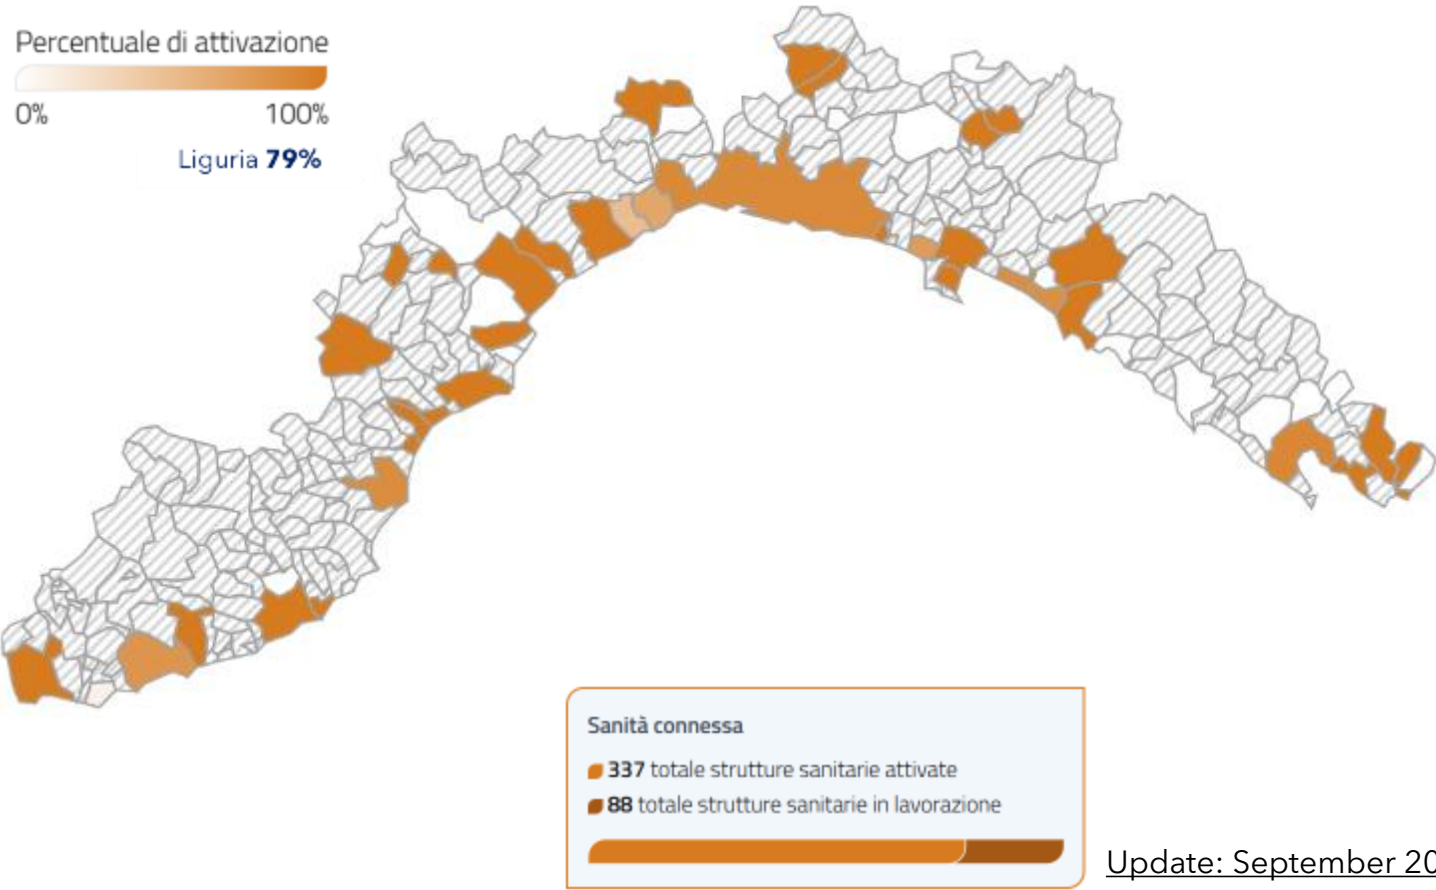 Percentuale di attivazione
0% 100%
Liguria 79%
Sanità connessa
337 totale strutture sanitarie attivate
88 totale strutture sanitarie in lavorazione
Update: September 20